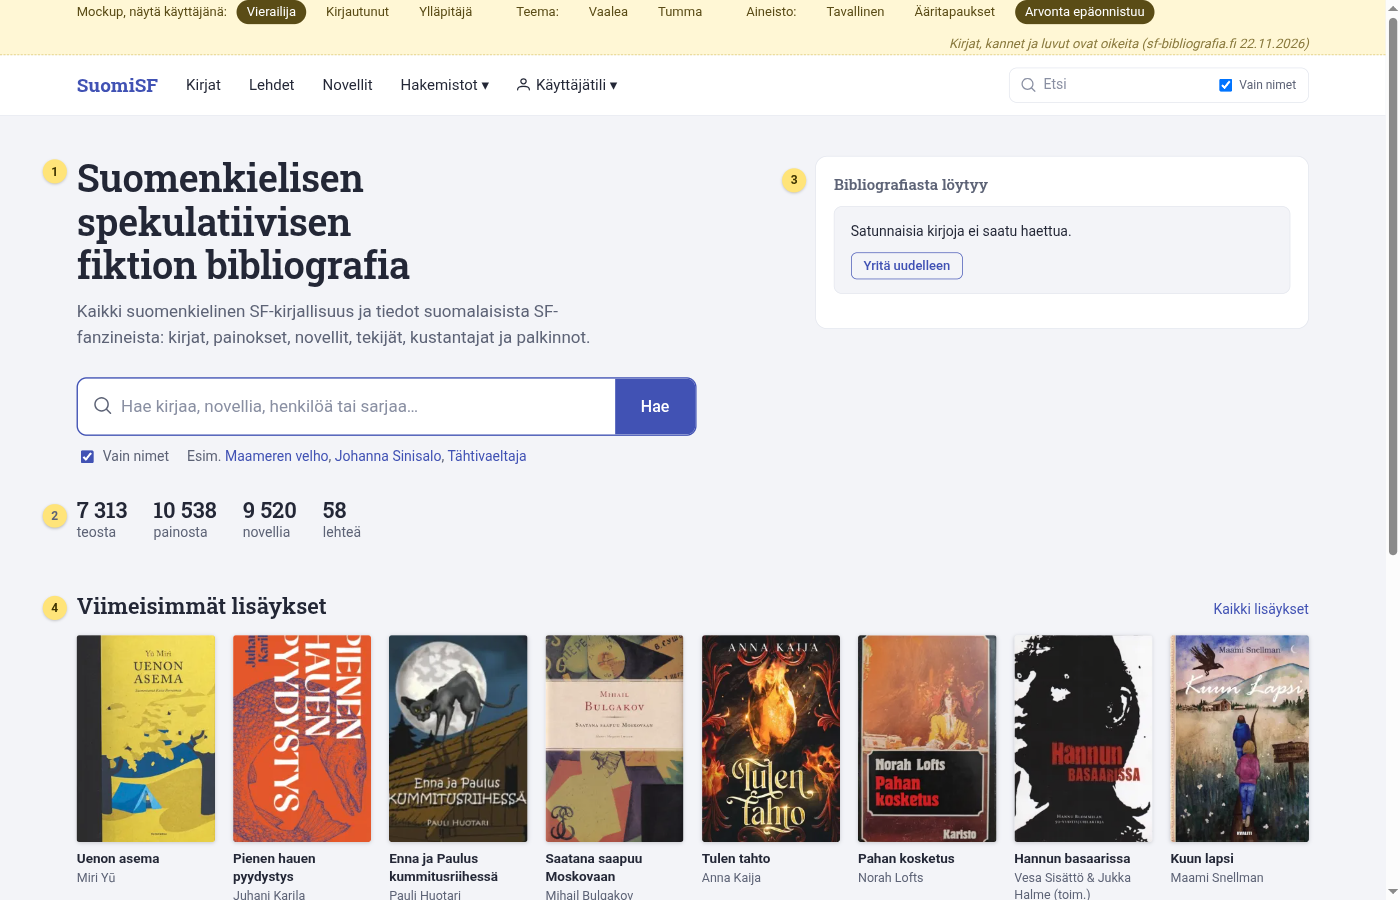 Mockup, näytä käyttäjänä: Vierailija Kirjautunut Ylläpitäjä Teema: Vaalea Tumma Aineisto: Tavallinen Ääritapaukset Arvonta epäonnistuu
Kirjat, kannet ja luvut ovat oikeita (sf-bibliografia.fi 22.11.2026)
SuomiSF Kirjat Lehdet Novellit Hakemistot ▾ Käyttäjätili ▾ Etsi Vain nimet
1
Suomenkielisen
spekulatiivisen
fiktion bibliografia
Kaikki suomenkielinen SF-kirjallisuus ja tiedot suomalaisista SF-
fanzineista: kirjat, painokset, novellit, tekijät, kustantajat ja palkinnot.
Hae kirjaa, novellia, henkilöä tai sarjaa… Hae
Vain nimet Esim. Maameren velho, Johanna Sinisalo, Tähtivaeltaja
2
7 313 10 538 9 520 58
teosta painosta novellia lehteä
3
Bibliografiasta löytyy
Satunnaisia kirjoja ei saatu haettua.
Yritä uudelleen
4
Viimeisimmät lisäykset Kaikki lisäykset
Yū Miri
UENON
ASEMA
Juhani
Karila
PIENEN
HAUEN
PYYDYSTYS
Enna ja Paulus
KUMMITUSRIIHESSÄ
PAULI HUOTARI
MIHAIL
BULGAKOV
SAATANA SAAPUU MOSKOVAAN
ANNA KAIJA
Tulen
tahto
Norah Lofts
Pahan
kosketus
Karisto
Hannun
BASAARISSA
Maami Snellman
Kuun Lapsi
Uenon asema
Miri Yū
Pienen hauen
pyydystys
Juhani Karila
Enna ja Paulus
kummitusriihessä
Pauli Huotari
Saatana saapuu
Moskovaan
Mihail Bulgakov
Tulen tahto
Anna Kaija
Pahan kosketus
Norah Lofts
Hannun basaarissa
Vesa Sisättö & Jukka
Halme (toim.)
Kuun lapsi
Maami Snellman